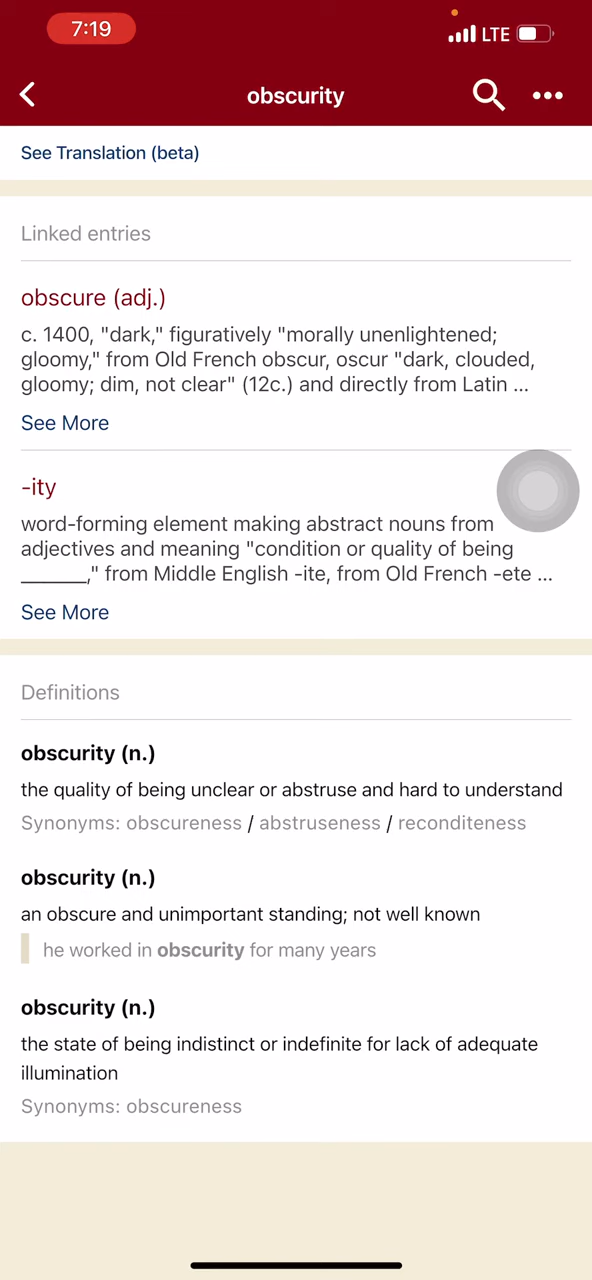 7:19
LTE
obscurity
See Translation (beta)
Linked entries
obscure (adj.)
c. 1400, "dark," figuratively "morally unenlightened;
gloomy," from Old French obscur, oscur "dark, clouded,
gloomy; dim, not clear" (12c.) and directly from Latin ...
See More
-ity
word-forming element making abstract nouns from
adjectives and meaning "condition or quality of being
______," from Middle English -ite, from Old French -ete ...
See More
Definitions
obscurity (n.)
the quality of being unclear or abstruse and hard to understand
Synonyms: obscureness / abstruseness / reconditeness
obscurity (n.)
an obscure and unimportant standing; not well known
he worked in obscurity for many years
obscurity (n.)
the state of being indistinct or indefinite for lack of adequate
illumination
Synonyms: obscureness